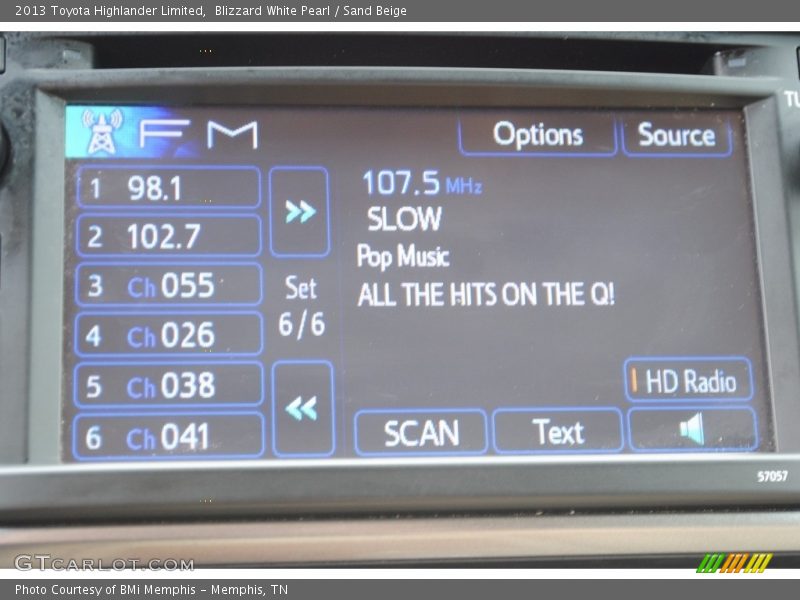 2013 Toyota Highlander Limited, Blizzard White Pearl / Sand Beige
FM
Options
Source
1 98.1
2 102.7
3 Ch 055
4 Ch 026
5 Ch 038
6 Ch 041
>>
Set
6/6
<<
107.5 MHz
SLOW
Pop Music
ALL THE HITS ON THE Q!
HD Radio
SCAN
Text
57057
TU
GTCARLOT.COM
Photo Courtesy of BMi Memphis – Memphis, TN